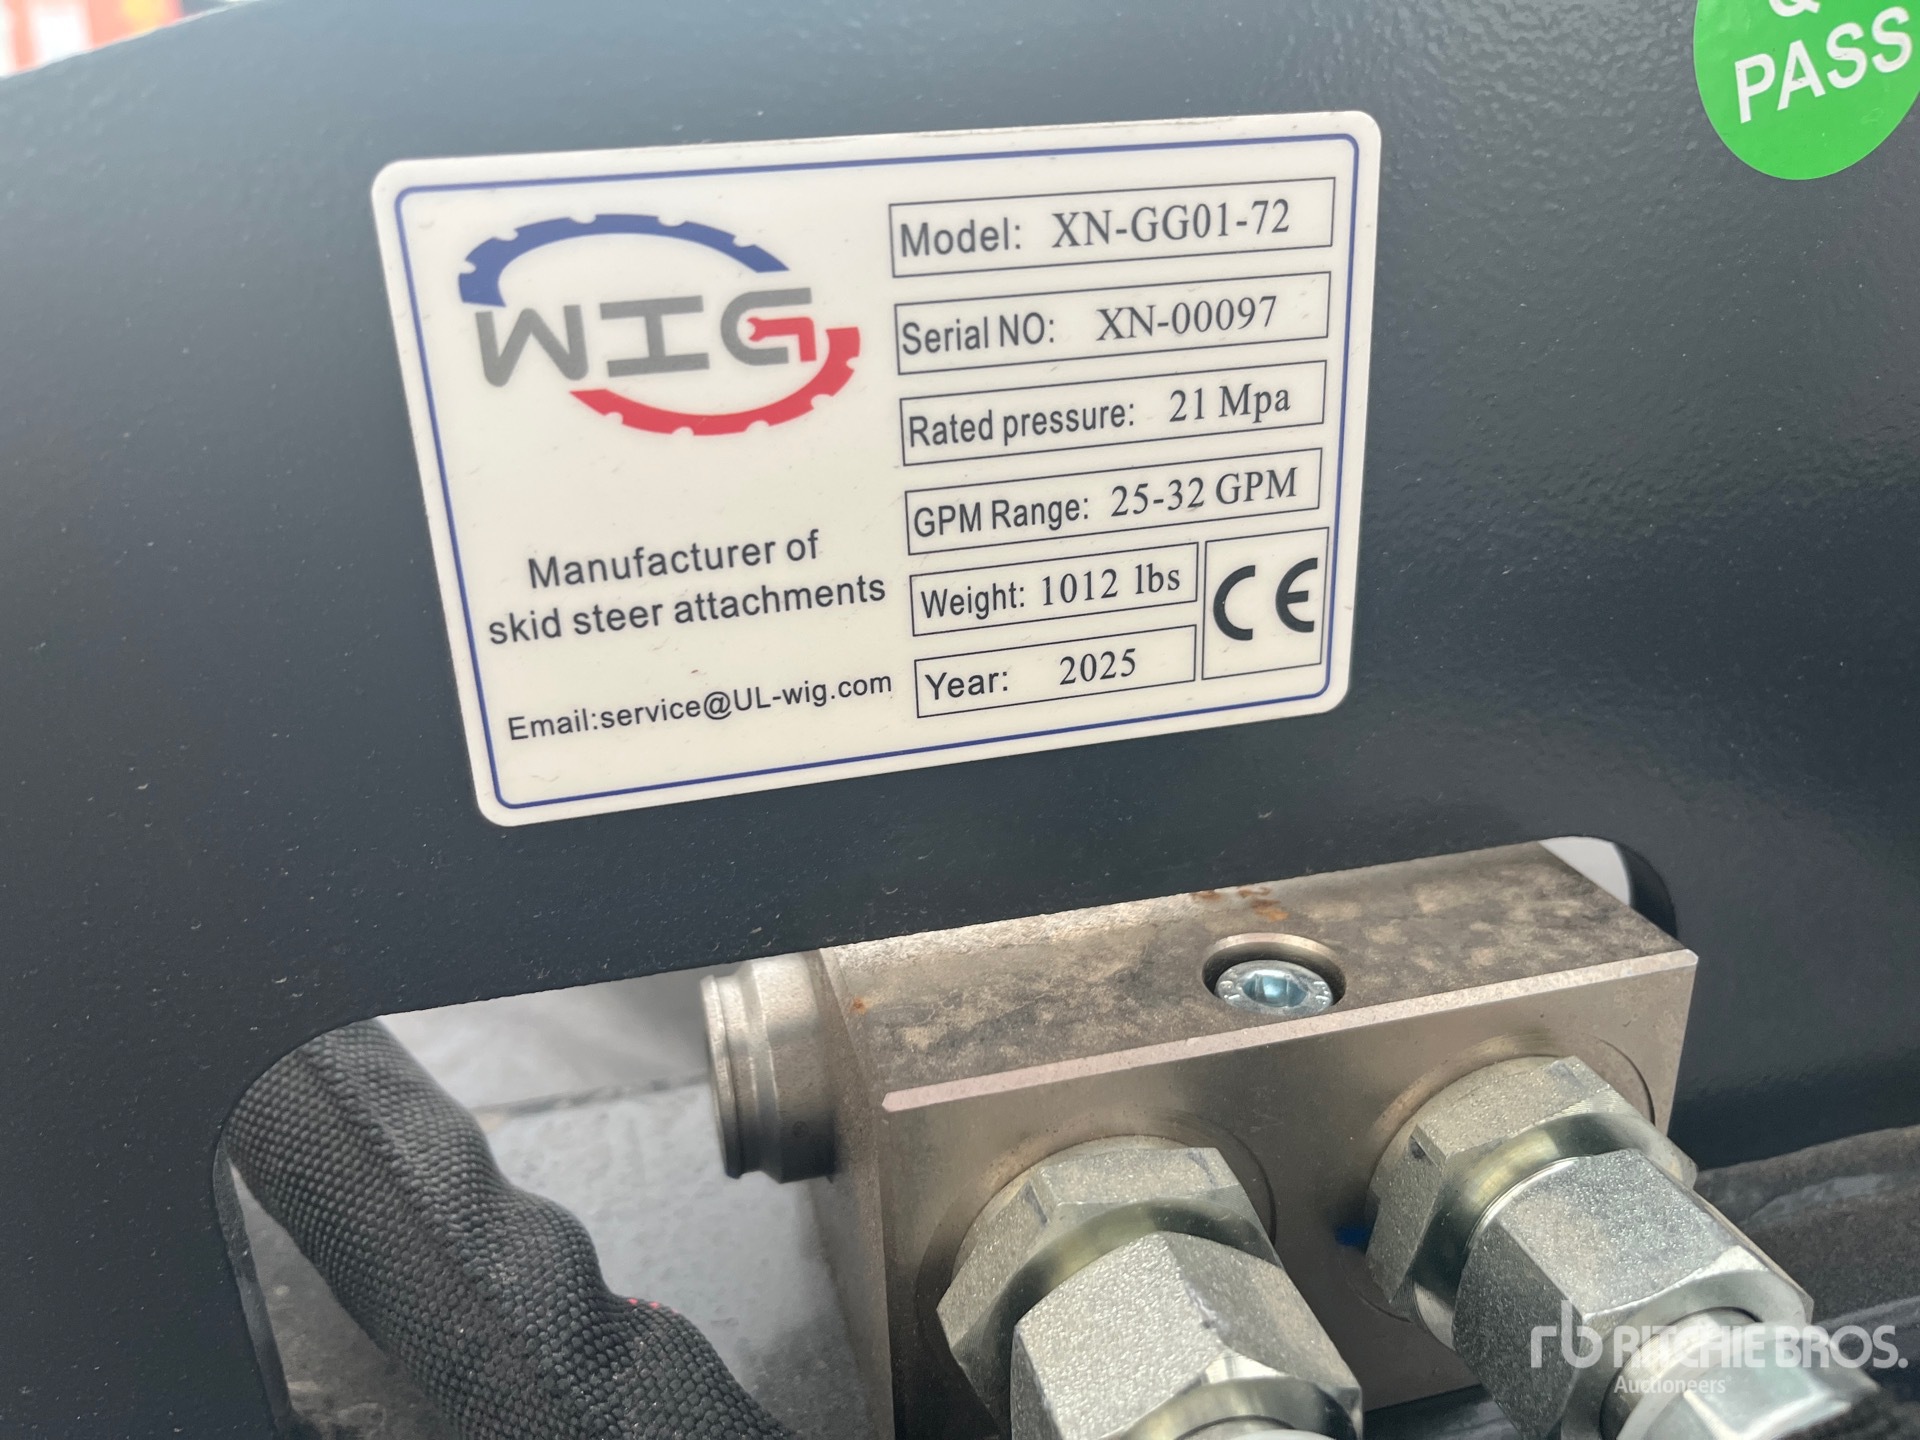 PASS
WIG
Model: XN-GG01-72
Serial NO: XN-00097
Rated pressure: 21 Mpa
GPM Range: 25-32 GPM
Weight: 1012 lbs
Year: 2025
CE
Manufacturer of
skid steer attachments
Email:service@UL-wig.com
rb RITCHIE BROS.
Auctioneers